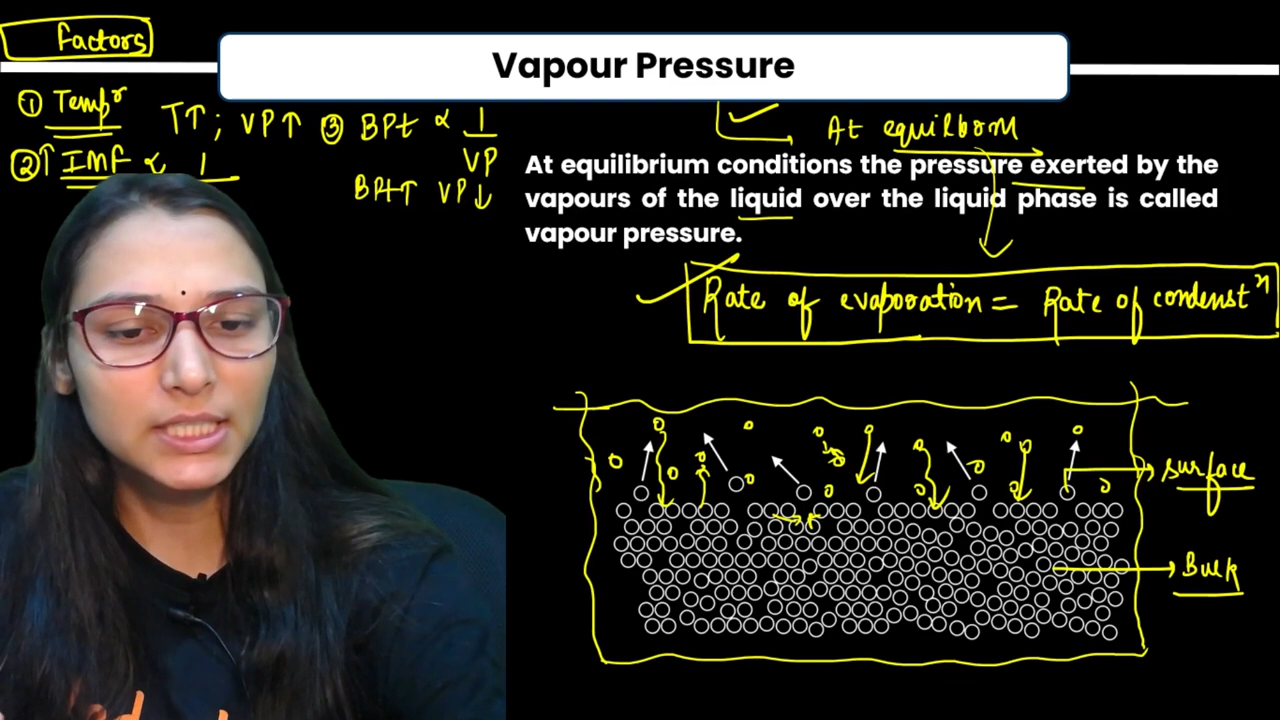 Factors
Vapour Pressure
① Tempr T↑ ; VP↑ ③ BPt ∝ 1/VP
②↑ IMF ∝ 1
BPt↑ VP↓
At equilbrm
At equilibrium conditions the pressure exerted by the
vapours of the liquid over the liquid phase is called
vapour pressure.
Rate of evaporation = Rate of condenstn
surface
Bulk